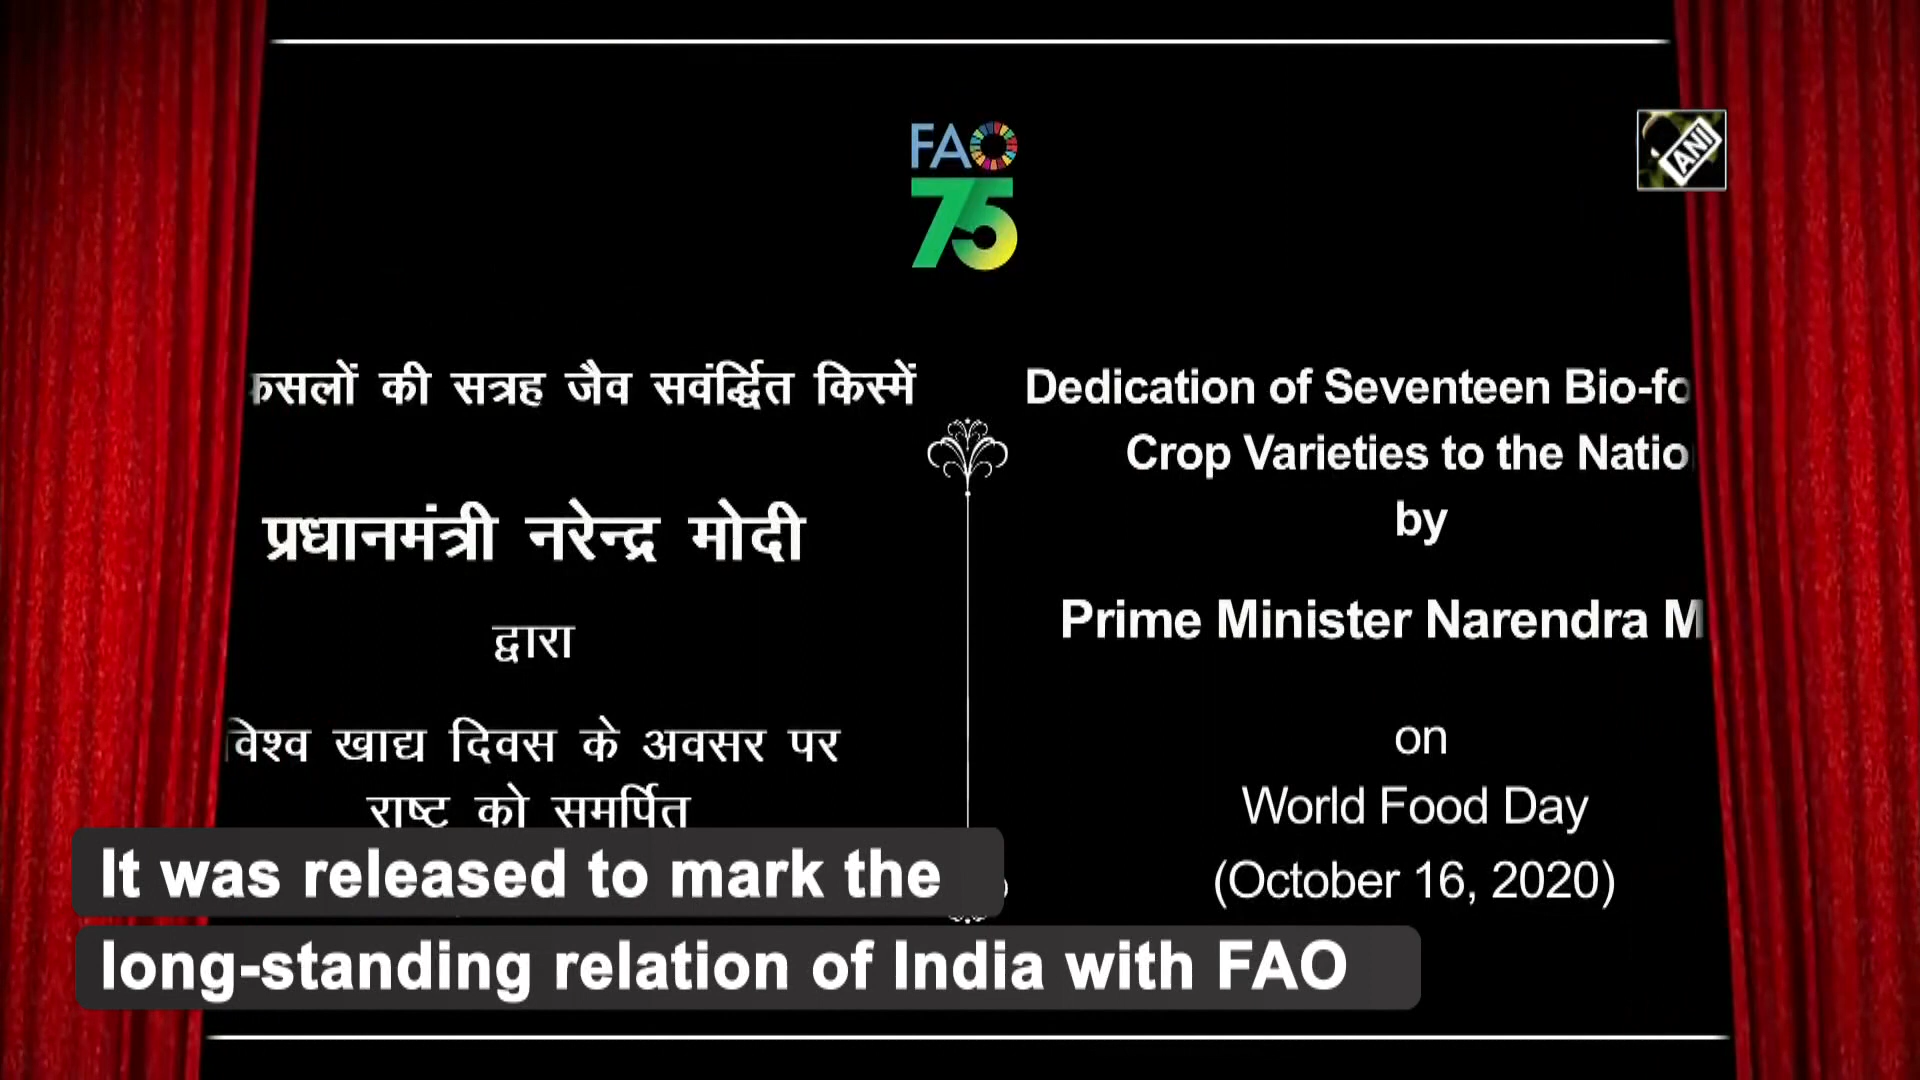 FAO
75
ANI
फसलों की सत्रह जैव सवंर्द्धित किस्में
प्रधानमंत्री नरेन्द्र मोदी
द्वारा
विश्व खाद्य दिवस के अवसर पर
राष्ट को समर्पित
Dedication of Seventeen Bio-fo
Crop Varieties to the Natio
by
Prime Minister Narendra M
on
World Food Day
(October 16, 2020)
It was released to mark the
long-standing relation of India with FAO